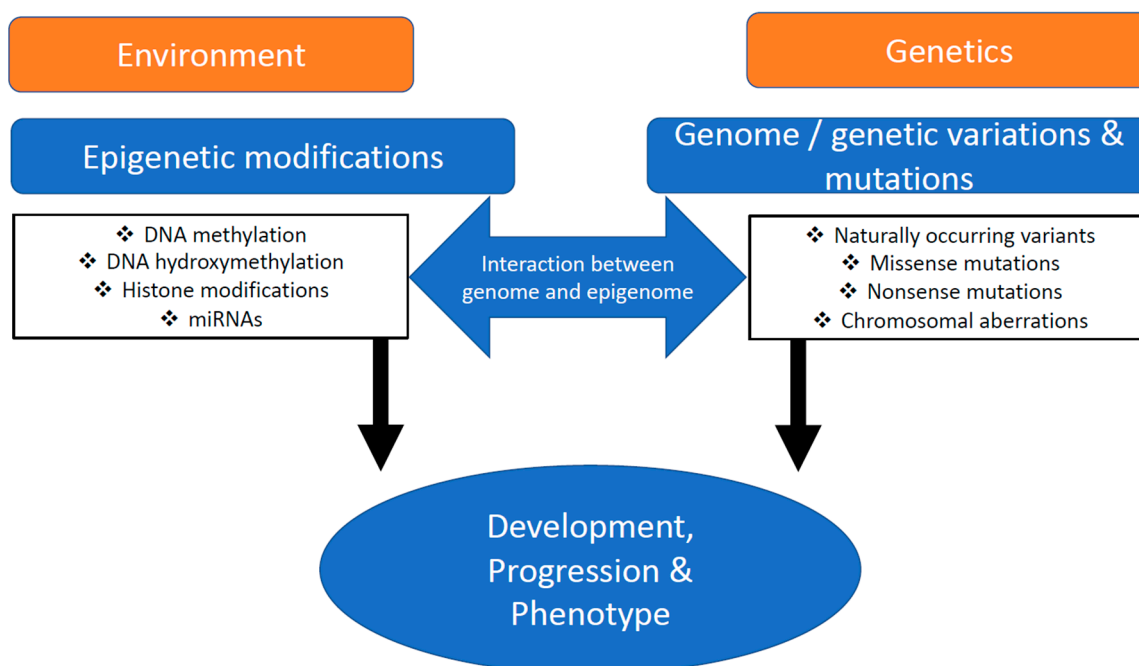 Environment
Genetics
Epigenetic modifications
Genome / genetic variations &
mutations
❖ DNA methylation
❖ DNA hydroxymethylation
❖ Histone modifications
❖ miRNAs
Interaction between
genome and epigenome
❖ Naturally occurring variants
❖ Missense mutations
❖ Nonsense mutations
❖ Chromosomal aberrations
Development,
Progression &
Phenotype